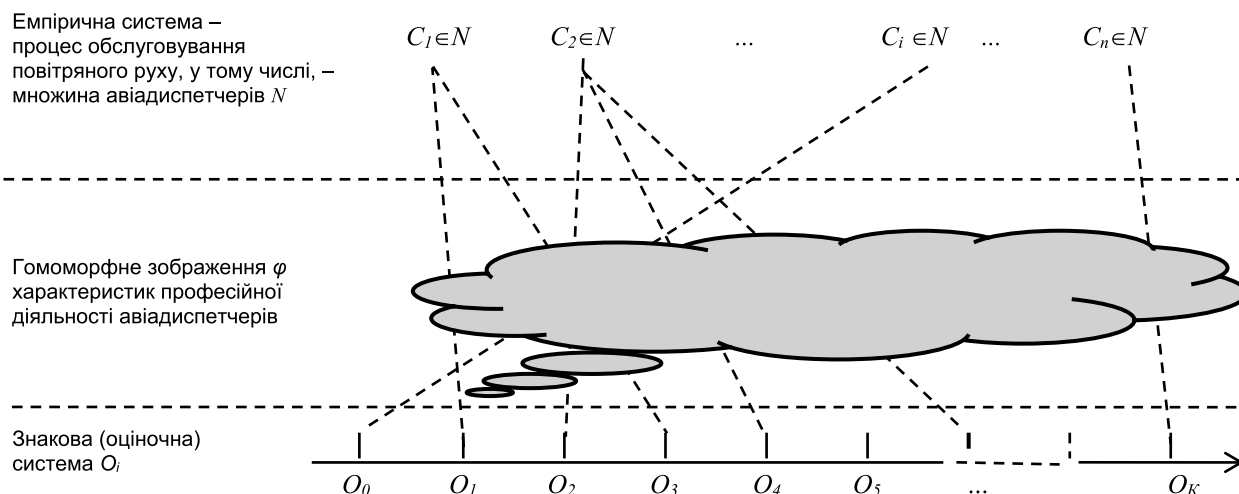 Емпірична система –
процес обслуговування
повітряного руху, у тому числі, –
множина авіадиспетчерів N
C₁∈N C₂∈N ... Cᵢ ∈N ... Cₙ∈N
Гомоморфне зображення φ
характеристик професійної
діяльності авіадиспетчерів
Знакова (оціночна)
система Oᵢ
O₀ O₁ O₂ O₃ O₄ O₅ ... O_K